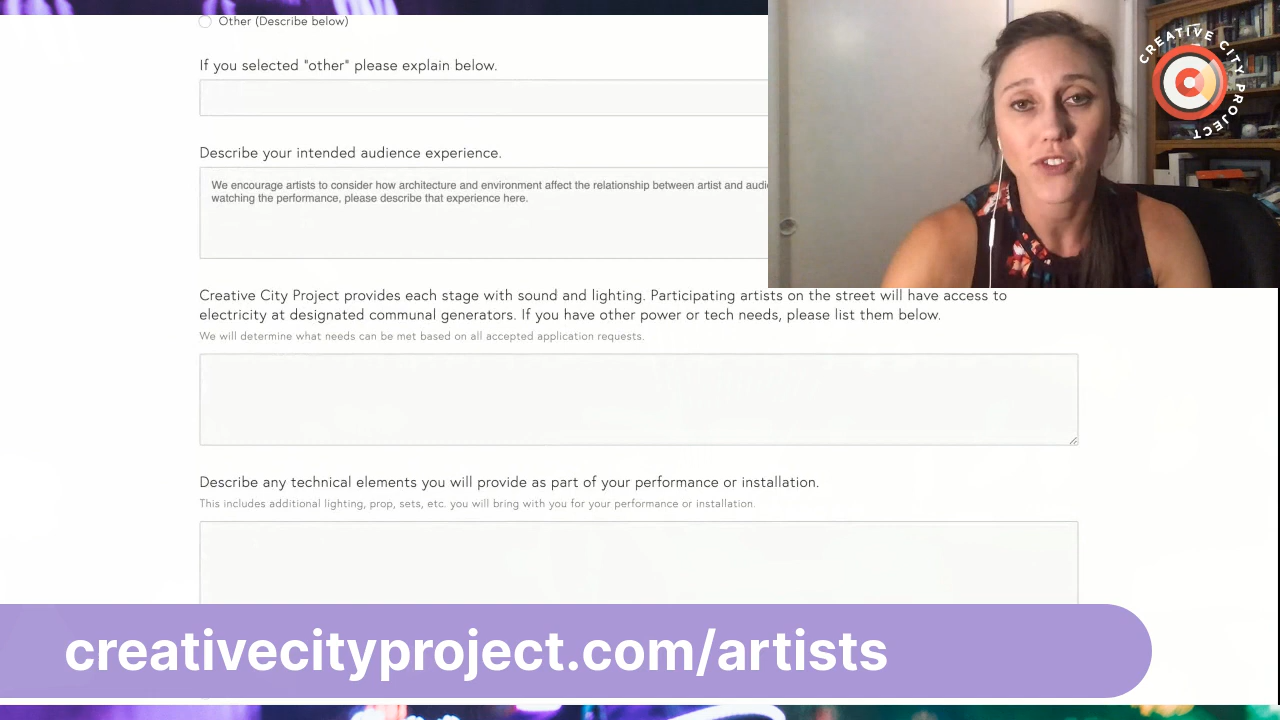 Other (Describe below)
If you selected "other" please explain below.
Describe your intended audience experience.
We encourage artists to consider how architecture and environment affect the relationship between artist and
watching the performance, please describe that experience here.
Creative City Project provides each stage with sound and lighting. Participating artists on the street will have access to
electricity at designated communal generators. If you have other power or tech needs, please list them below.
We will determine what needs can be met based on all accepted application requests.
Describe any technical elements you will provide as part of your performance or installation.
This includes additional lighting, prop, sets, etc. you will bring with you for your performance or installation.
creativecityproject.com/artists
CREATIVE CITY PROJECT
C